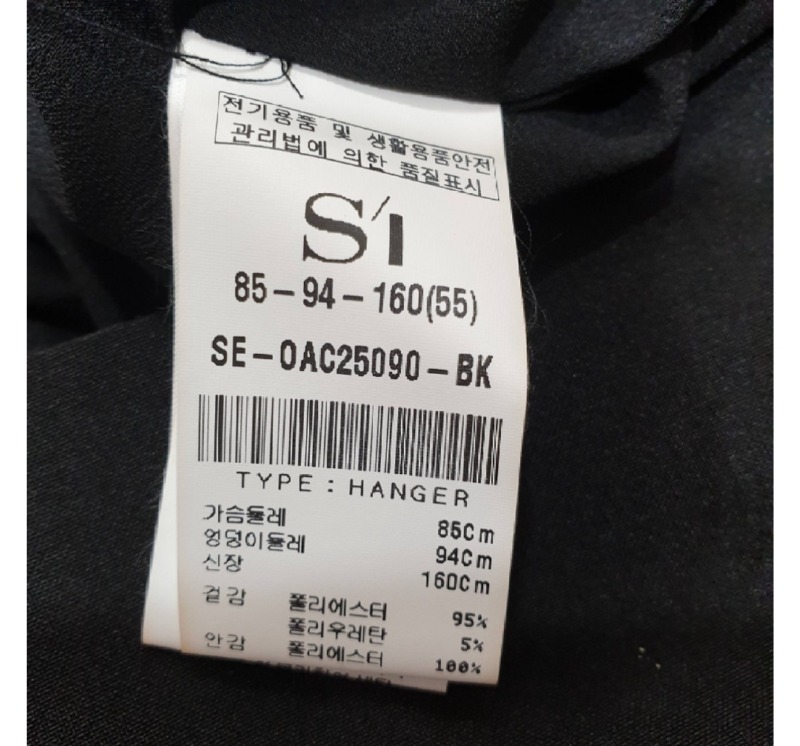 전기용품 및 생활용품안전
관리법에 의한 품질표시
S'I
85-94-160(55)
SE-0AC25090-BK
TYPE : HANGER
가슴둘레 85Cm
엉덩이둘레 94Cm
신장 160Cm
겉감 폴리에스터 95%
폴리우레탄 5%
안감 폴리에스터 100%